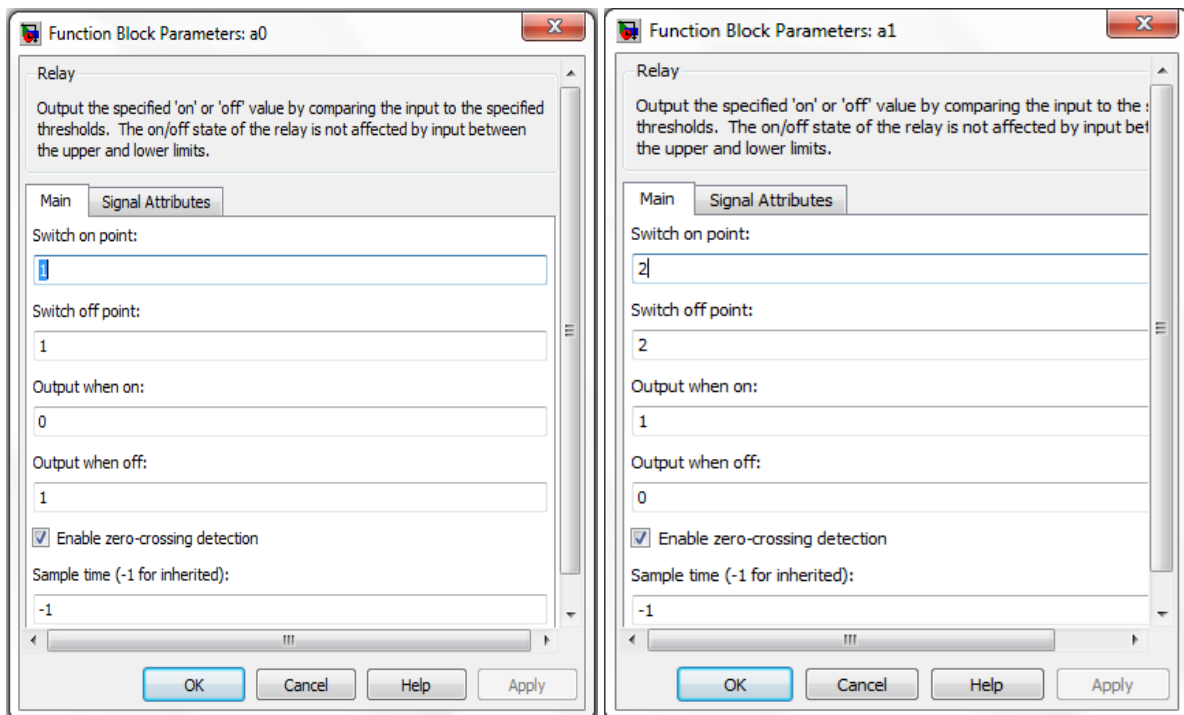 Function Block Parameters: a0
Relay
Output the specified 'on' or 'off' value by comparing the input to the specified
thresholds. The on/off state of the relay is not affected by input between
the upper and lower limits.
Main
Signal Attributes
Switch on point:
1
Switch off point:
1
Output when on:
0
Output when off:
1
Enable zero-crossing detection
Sample time (-1 for inherited):
-1
OK
Cancel
Help
Apply
Function Block Parameters: a1
Relay
Output the specified 'on' or 'off' value by comparing the input to the
thresholds. The on/off state of the relay is not affected by input bet
the upper and lower limits.
Main
Signal Attributes
Switch on point:
2
Switch off point:
2
Output when on:
1
Output when off:
0
Enable zero-crossing detection
Sample time (-1 for inherited):
-1
OK
Cancel
Help
Apply